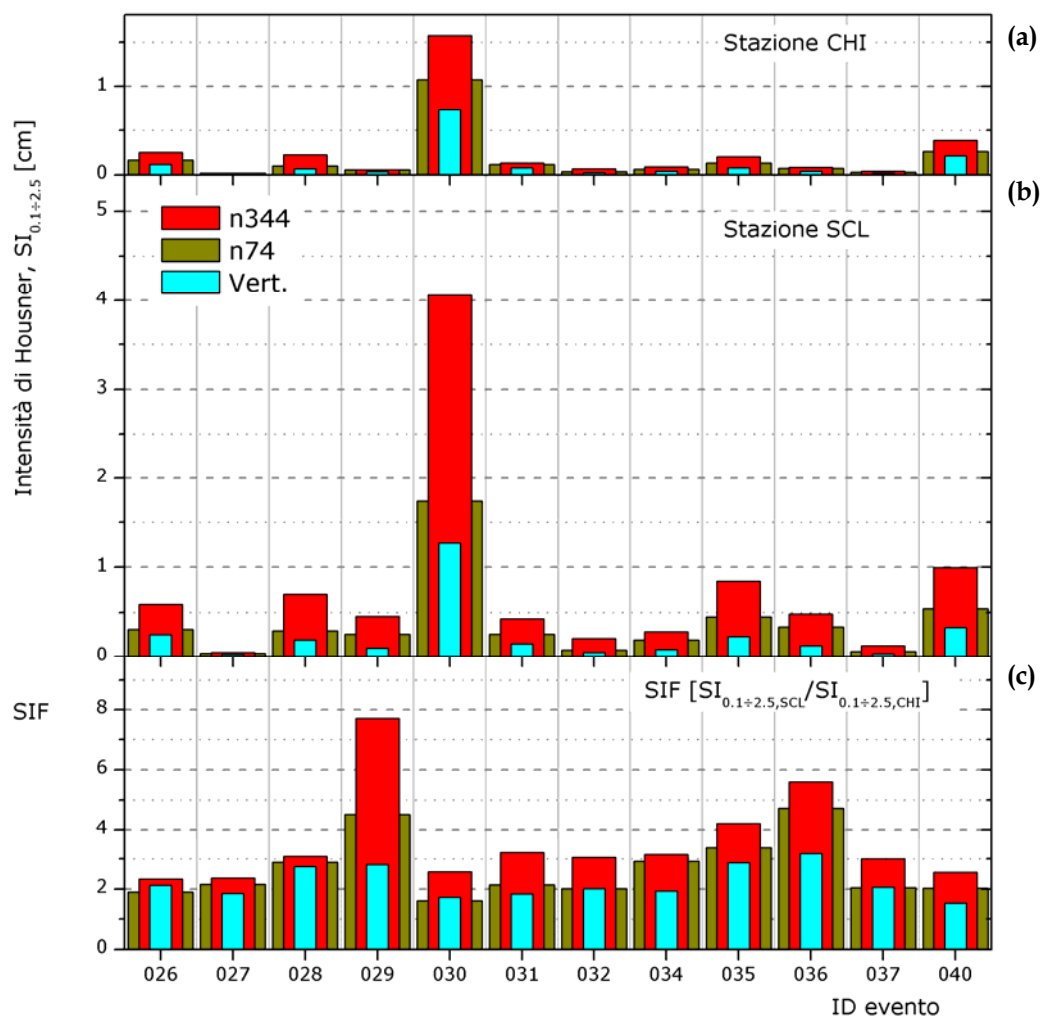 Stazione CHI
(a)
1
0
Intensità di Housner, SI0.1÷2.5 [cm]
(b)
5
n344
n74
Vert.
Stazione SCL
4
3
2
1
0
(c)
SIF [SI0.1÷2.5,SCL/SI0.1÷2.5,CHI]
SIF
8
6
4
2
0
026 027 028 029 030 031 032 034 035 036 037 040
ID evento